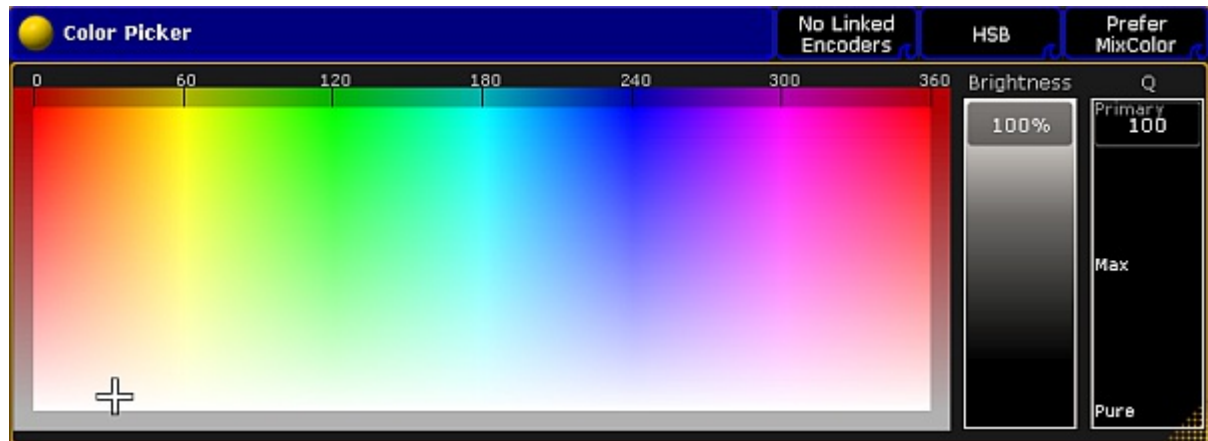 Color Picker
No Linked
Encoders
HSB
Prefer
MixColor
0 60 120 180 240 300 360
Brightness
Q
100%
Primary
100
Max
Pure